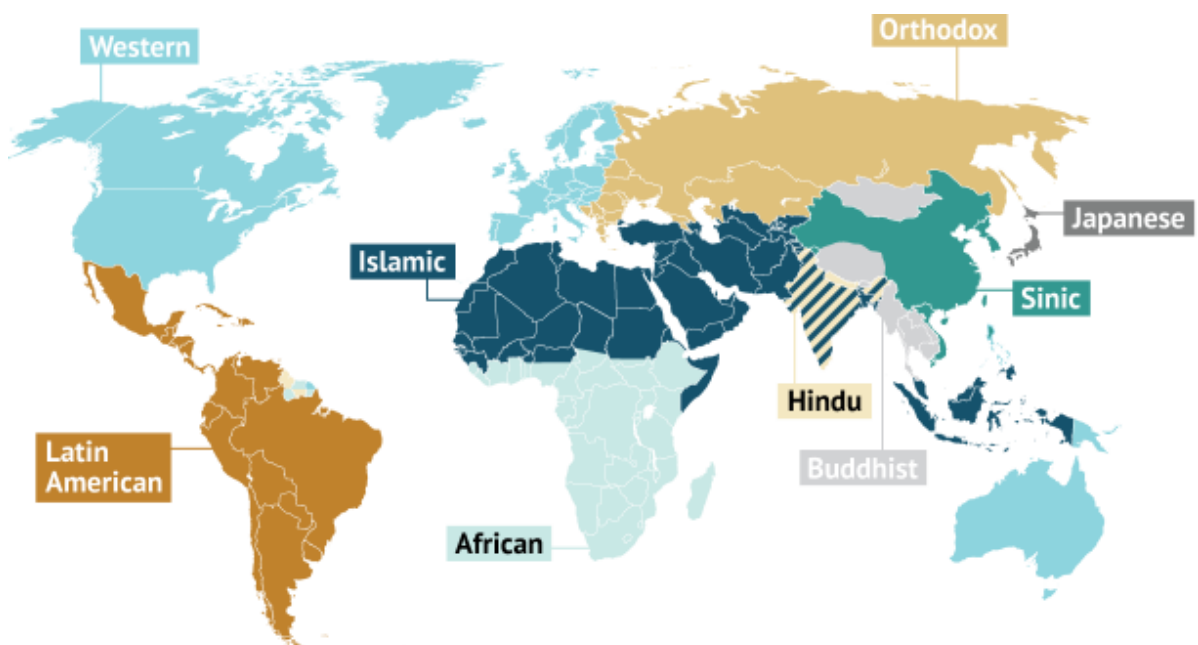 Orthodox
Western
Japanese
Islamic
Sinic
Hindu
Latin
American
Buddhist
African